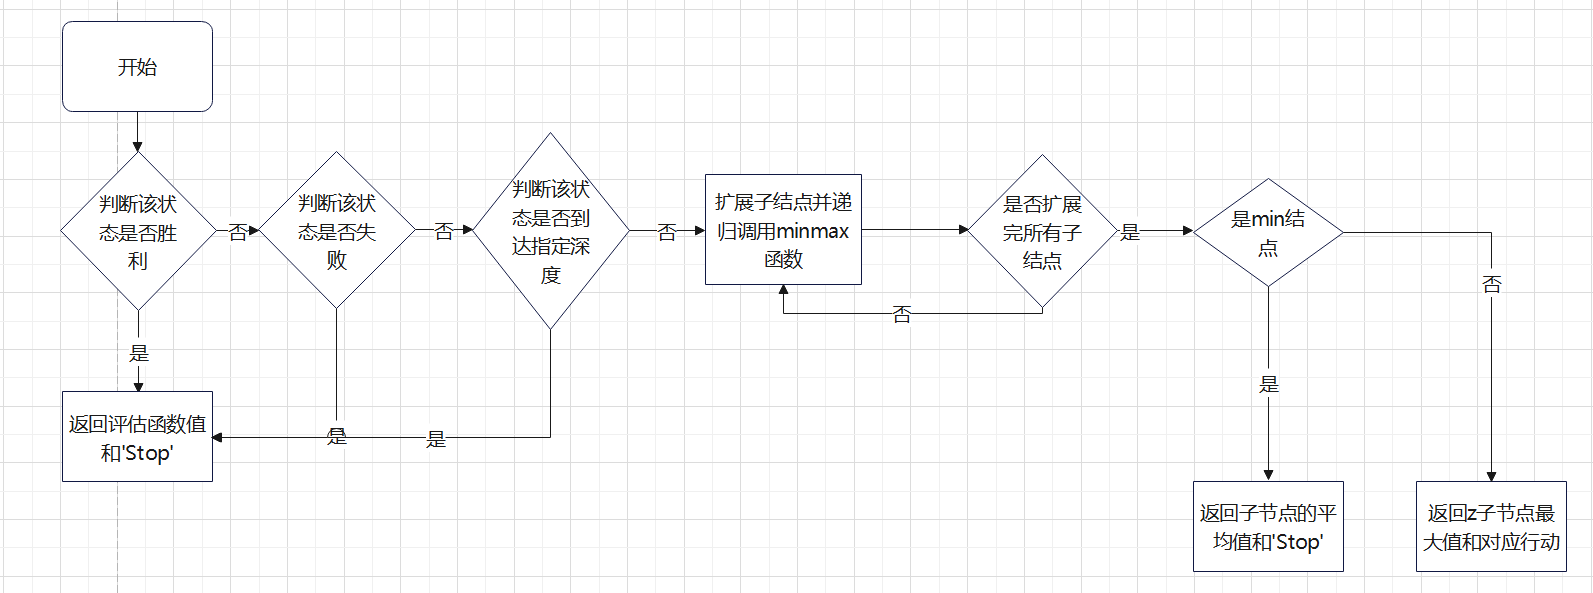 开始
判断该状
态是否胜
利
否
判断该状
态是否失
败
否
判断该状
态是否到
达指定深
度
否
扩展子结点并递
归调用minmax
函数
是否扩展
完所有子
结点
是
是min结
点
否
否
是
返回评估函数值
和'Stop'
是
是
是
返回子节点的平
均值和'Stop'
返回z子节点最
大值和对应行动